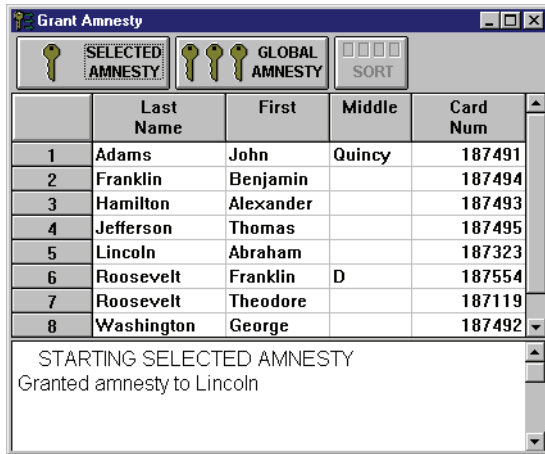 Grant Amnesty
SELECTED AMNESTY GLOBAL AMNESTY SORT
Last Name First Middle Card Num
1 Adams John Quincy 187491
2 Franklin Benjamin 187494
3 Hamilton Alexander 187493
4 Jefferson Thomas 187495
5 Lincoln Abraham 187323
6 Roosevelt Franklin D 187554
7 Roosevelt Theodore 187119
8 Washington George 187492
STARTING SELECTED AMNESTY
Granted amnesty to Lincoln